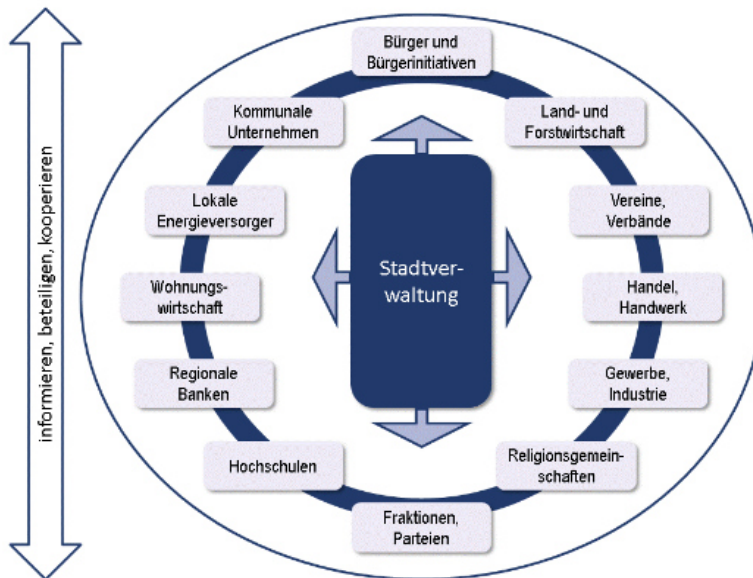 Bürger und
Bürgerinitiativen
Kommunale
Unternehmen
Land- und
Forstwirtschaft
Lokale
Energieversorger
Vereine,
Verbände
Stadtver-
waltung
Wohnungs-
wirtschaft
Handel,
Handwerk
Regionale
Banken
Gewerbe,
Industrie
Hochschulen
Religionsgemein-
schaften
Fraktionen,
Parteien
informieren, beteiligen, kooperieren